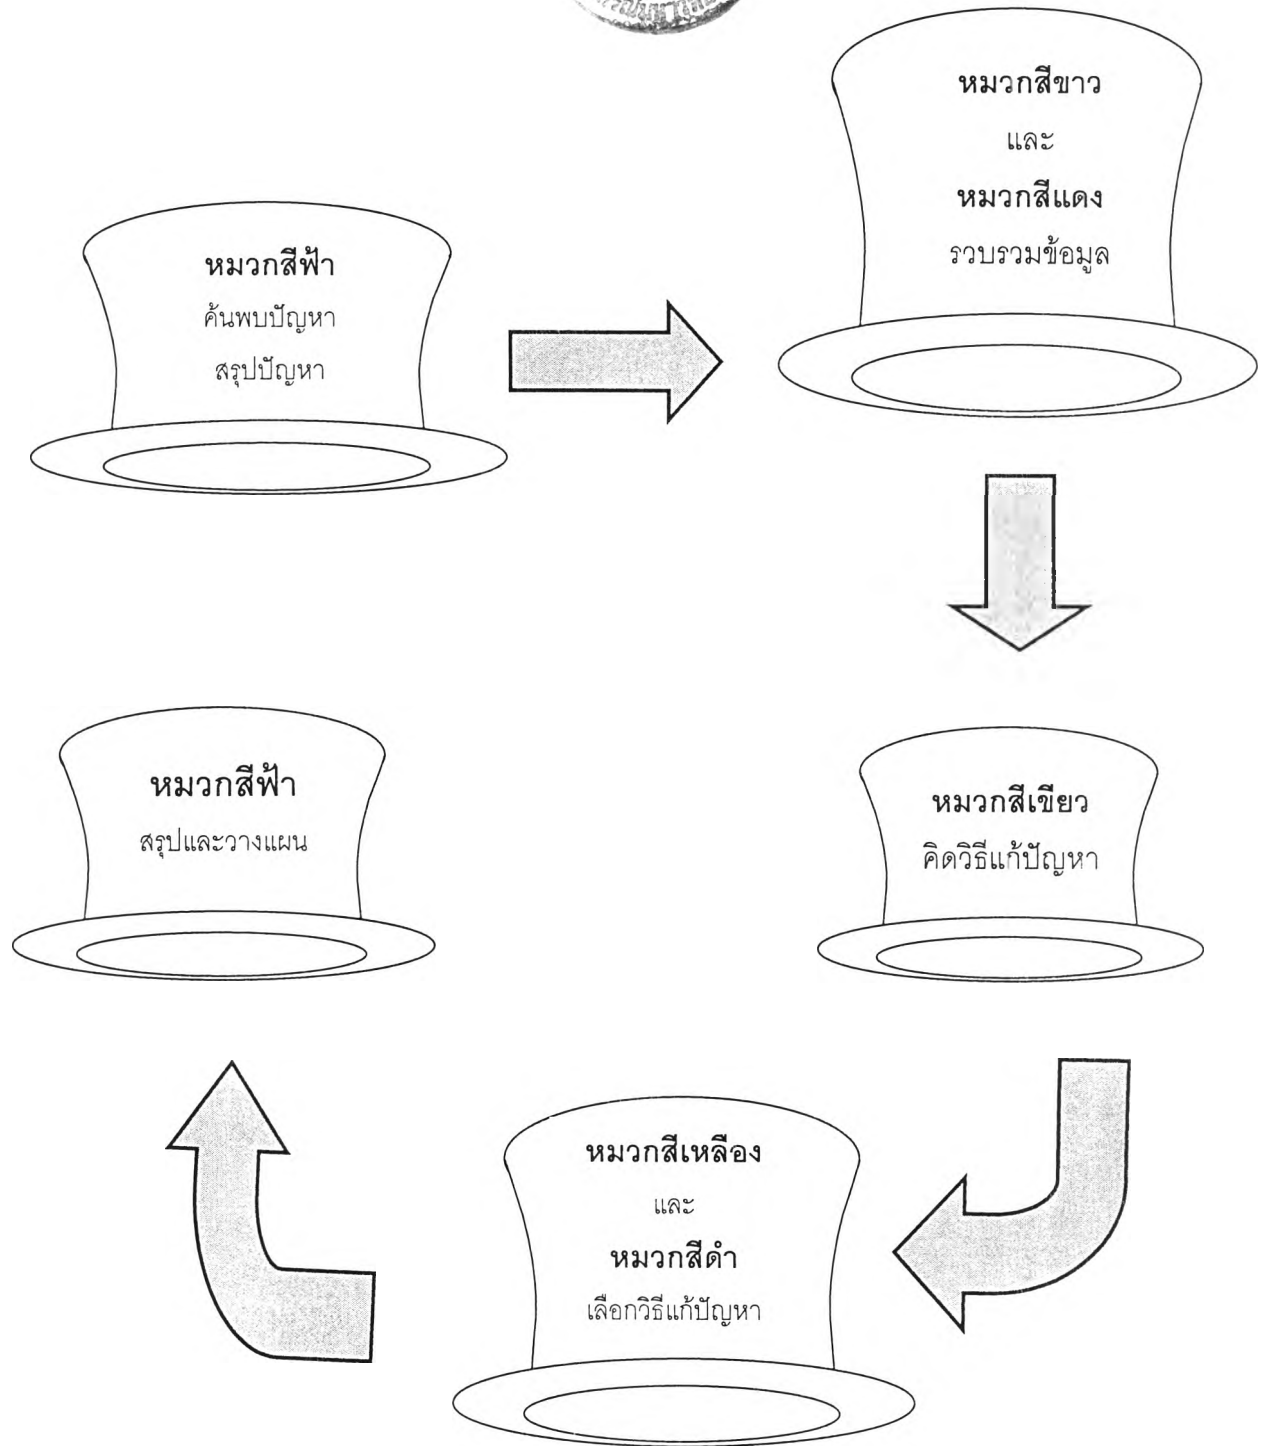 หมวกสีฟ้า
ค้นพบปัญหา
สรุปปัญหา
หมวกสีขาว
และ
หมวกสีแดง
รวบรวมข้อมูล
หมวกสีเขียว
คิดวิธีแก้ปัญหา
หมวกสีเหลือง
และ
หมวกสีดำ
เลือกวิธีแก้ปัญหา
หมวกสีฟ้า
สรุปและวางแผน